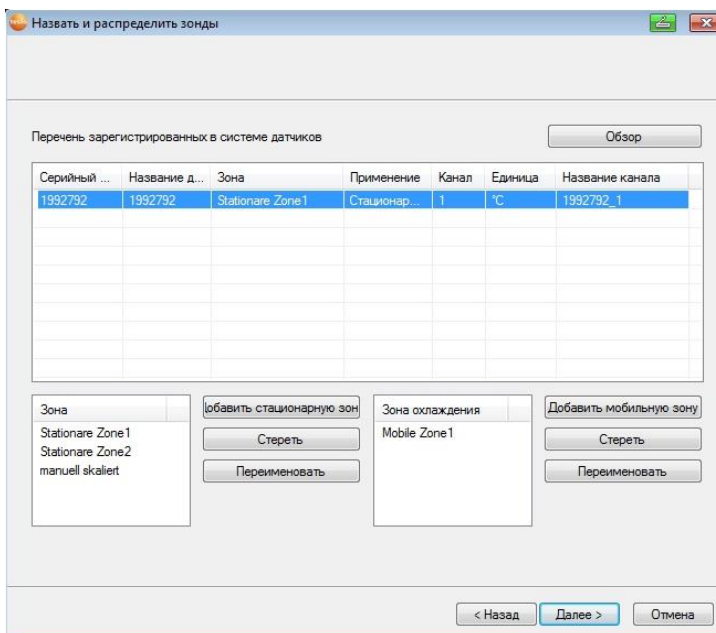 Назвать и распределить зонды
Перечень зарегистрированных в системе датчиков
Обзор
Серийный ... Название д... Зона Применение Канал Единица Название канала
1992792 1992792 Stationare Zone1 Стационар... 1 °C 1992792_1
Зона
Stationare Zone1
Stationare Zone2
manuell skaliert
обавить стационарную зон
Стереть
Переименовать
Зона охлаждения
Mobile Zone1
Добавить мобильную зону
Стереть
Переименовать
< Назад Далее > Отмена